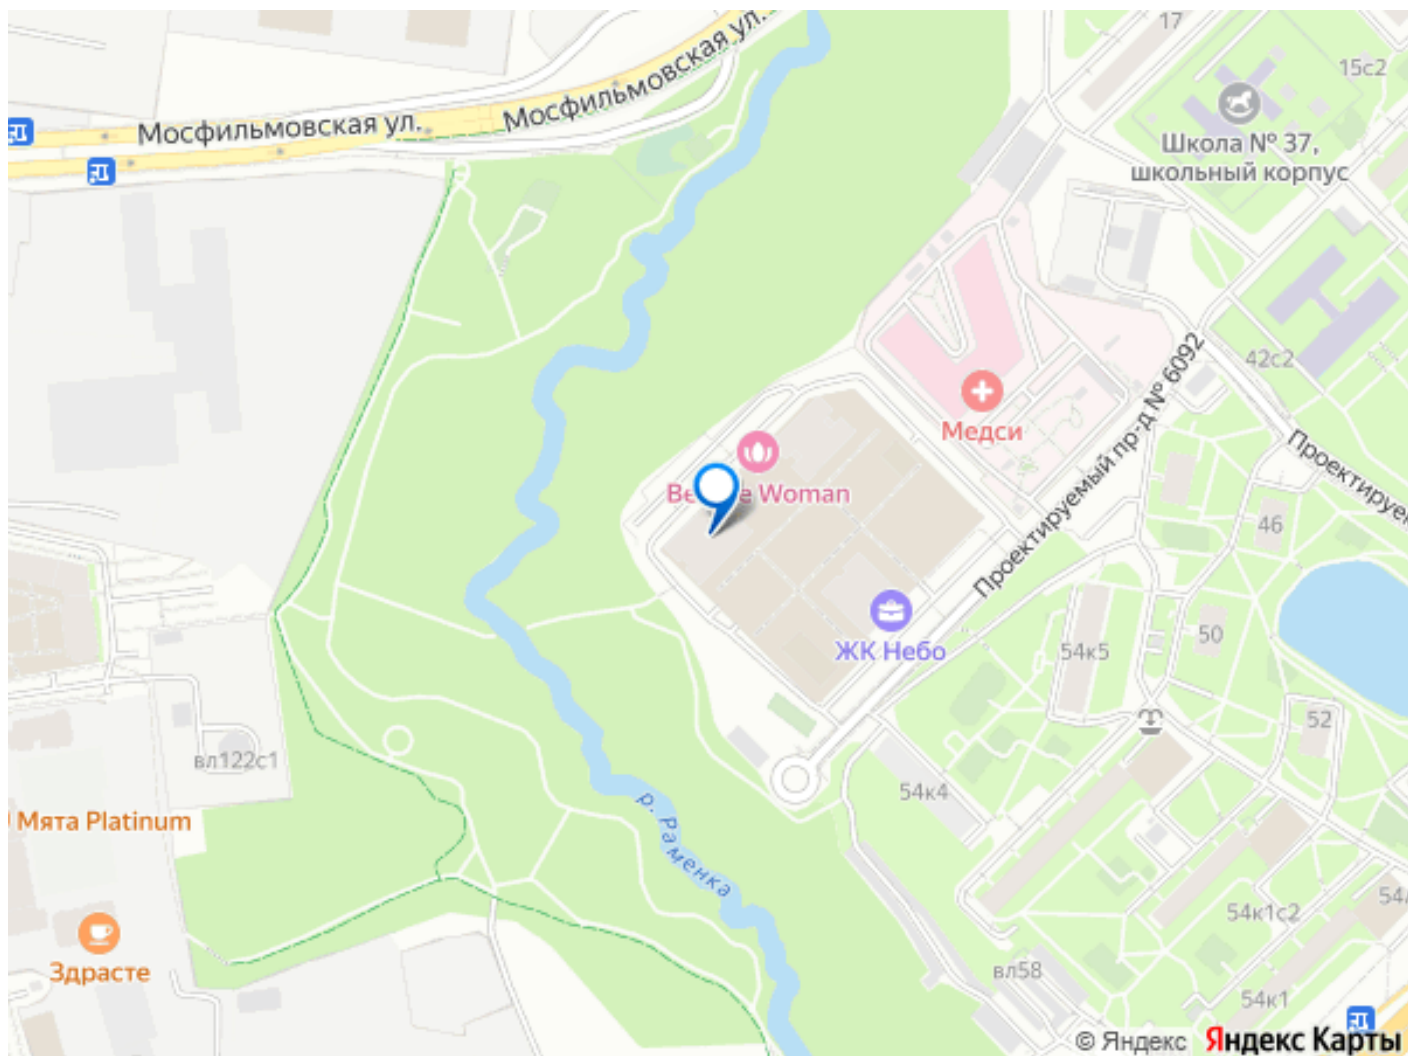 17
15с2
Мосфильмовская ул.
Мосфильмовская ул.
Школа № 37,
школьный корпус
42с2
Проектируемый пр-д № 6092
Медси
Woman
46
ЖК Небо
54к5
50
52
вл122с1
54к4
Мята Platinum
р. Раменка
54к1с2
Здрасте
вл58
54к1
© Яндекс Яндекс Карты